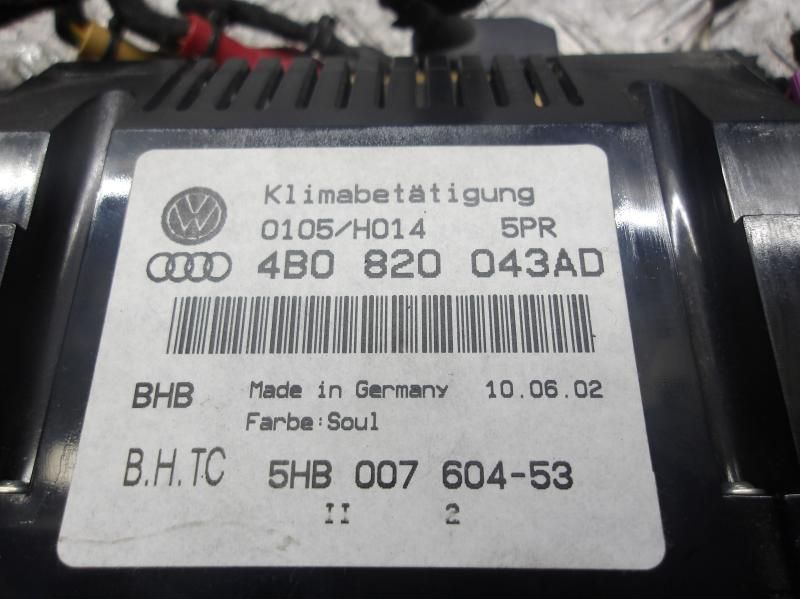 Klimabetätigung
0105/H014 5PR
4B0 820 043AD
BHB Made in Germany 10.06.02
Farbe:Soul
B.H.TC 5HB 007 604-53
II 2